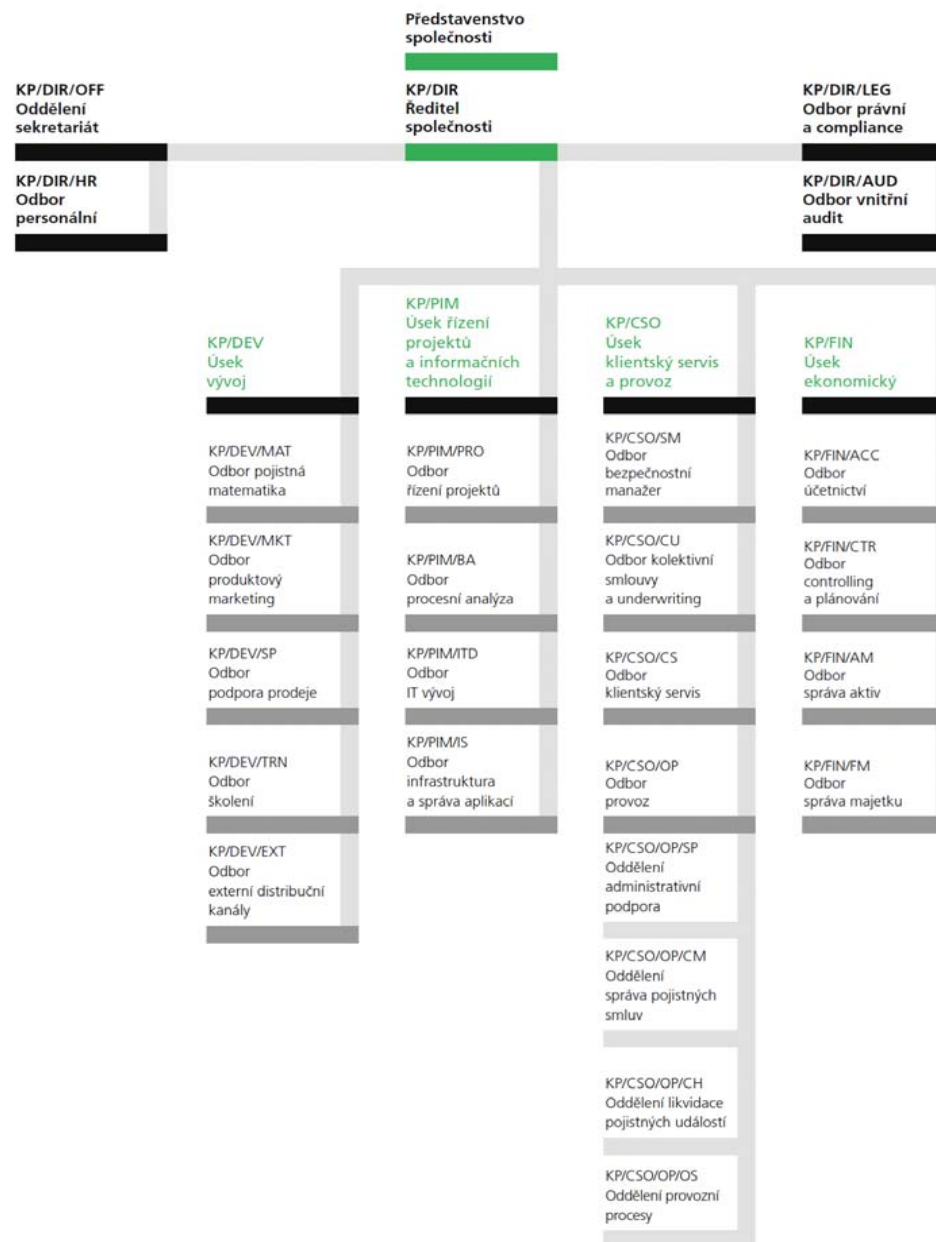 Představenstvo
společnosti
KP/DIR/OFF
Oddělení
sekretariát
KP/DIR
Ředitel
společnosti
KP/DIR/LEG
Odbor právní
a compliance
KP/DIR/HR
Odbor
personální
KP/DIR/AUD
Odbor vnitřní
audit
KP/DEV
Úsek
vývoj
KP/DEV/MAT
Odbor pojistná
matematika
KP/DEV/MKT
Odbor
produktový
marketing
KP/DEV/SP
Odbor
podpora prodeje
KP/DEV/TRN
Odbor
školení
KP/DEV/EXT
Odbor
externí distribuční
kanály
KP/PIM
Úsek řízení
projektů
a informačních
technologií
KP/PIM/PRO
Odbor
řízení projektů
KP/PIM/BA
Odbor
procesní analýza
KP/PIM/ITD
Odbor
IT vývoj
KP/PIM/IS
Odbor
infrastruktura
a správa aplikací
KP/CSO
Úsek
klientský servis
a provoz
KP/CSO/SM
Odbor
bezpečnostní
manažer
KP/CSO/CU
Odbor kolektivní
smlouvy
a underwriting
KP/CSO/CS
Odbor
klientský servis
KP/CSO/OP
Odbor
provoz
KP/CSO/OP/SP
Oddělení
administrativní
podpora
KP/CSO/OP/CM
Oddělení
správa pojistných
smluv
KP/CSO/OP/CH
Oddělení likvidace
pojistných událostí
KP/CSO/OP/OS
Oddělení provozní
procesy
KP/FIN
Úsek
ekonomický
KP/FIN/ACC
Odbor
účetnictví
KP/FIN/CTR
Odbor
controlling
a plánování
KP/FIN/AM
Odbor
správa aktiv
KP/FIN/FM
Odbor
správa majetku